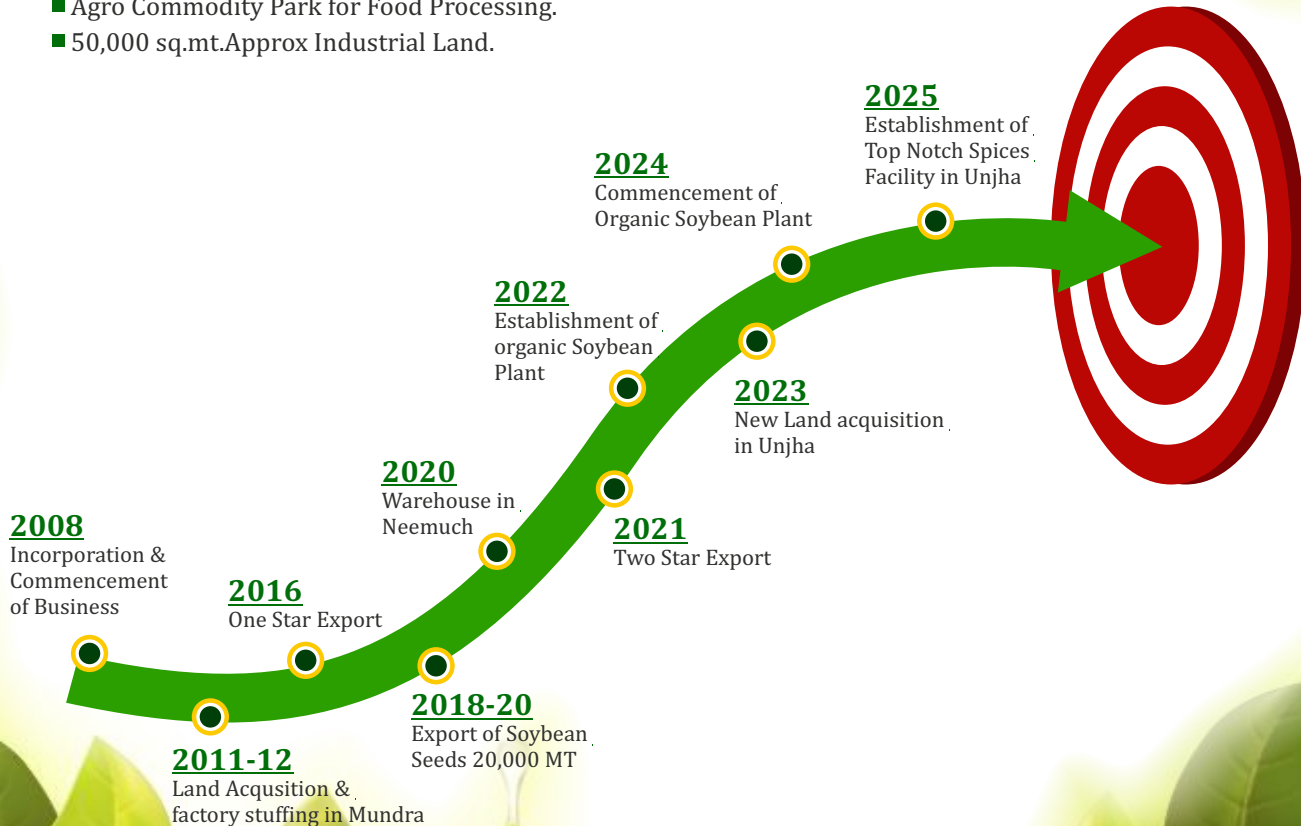 Agro Commodity Park for Food Processing.
50,000 sq.mt.Approx Industrial Land.
2008
Incorporation &
Commencement
of Business
2011-12
Land Acqusition &
factory stuffing in Mundra
2016
One Star Export
2018-20
Export of Soybean
Seeds 20,000 MT
2020
Warehouse in
Neemuch
2021
Two Star Export
2022
Establishment of
organic Soybean
Plant
2023
New Land acquisition
in Unjha
2024
Commencement of
Organic Soybean Plant
2025
Establishment of
Top Notch Spices
Facility in Unjha